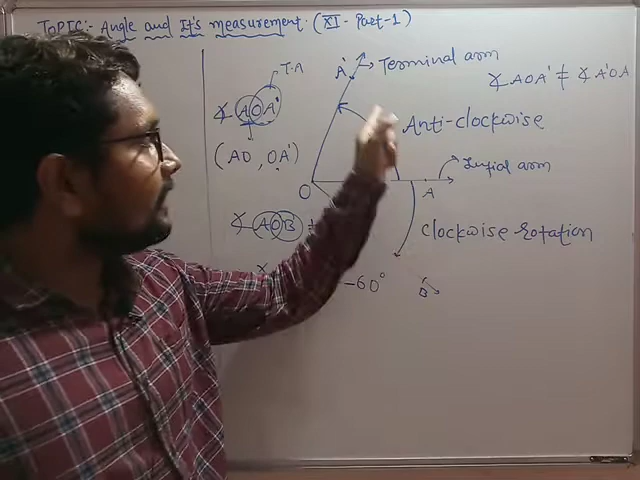 TOPIC:- Angle and It's measurement. (XI - Part-1)
T.A
∡ AOA'
(AO, OA')
∡ AOB ≠
-60°
A' → Terminal arm
∡ AOA' ≠ ∡ A'OA
Anti-clockwise
O
A
Initial arm
clockwise rotation
B